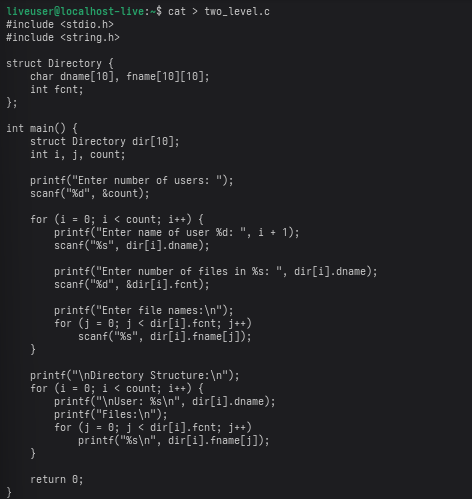 liveuser@localhost-live:~$ cat > two_level.c
#include <stdio.h>
#include <string.h>

struct Directory {
    char dname[10], fname[10][10];
    int fcnt;
};

int main() {
    struct Directory dir[10];
    int i, j, count;

    printf("Enter number of users: ");
    scanf("%d", &count);

    for (i = 0; i < count; i++) {
        printf("Enter name of user %d: ", i + 1);
        scanf("%s", dir[i].dname);

        printf("Enter number of files in %s: ", dir[i].dname);
        scanf("%d", &dir[i].fcnt);

        printf("Enter file names:\n");
        for (j = 0; j < dir[i].fcnt; j++)
            scanf("%s", dir[i].fname[j]);
    }

    printf("\nDirectory Structure:\n");
    for (i = 0; i < count; i++) {
        printf("\nUser: %s\n", dir[i].dname);
        printf("Files:\n");
        for (j = 0; j < dir[i].fcnt; j++)
            printf("%s\n", dir[i].fname[j]);
    }

    return 0;
}